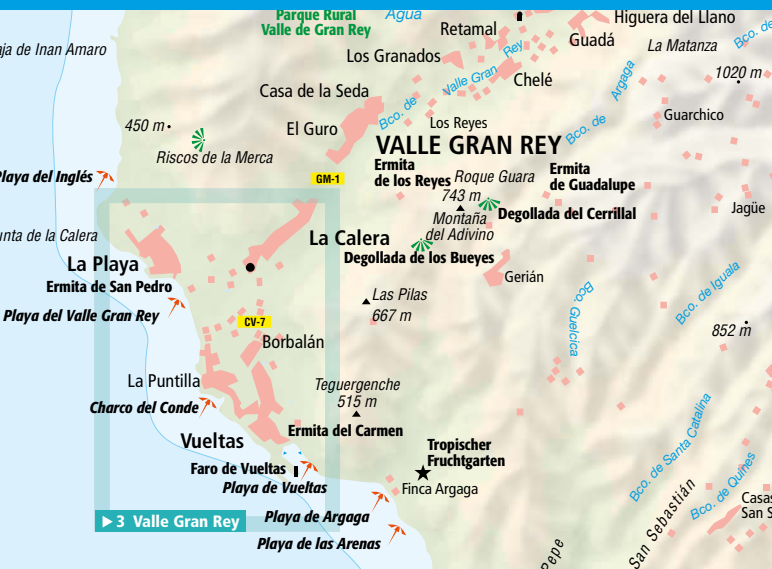 Parque Rural
Valle de Gran Rey
Agua
Retamal
Higuera del Llano
Guadá
La Matanza
Bco. de
1020 m
Los Granados
Bco. de Valle Gran Rey
Chelé
Bco. de Argaga
Casa de la Seda
Guarchico
450 m
El Guro
Los Reyes
Riscos de la Merca
VALLE GRAN REY
Ermita
de los Reyes
Roque Guara
743 m
Ermita
de Guadalupe
Playa del Inglés
GM-1
Montaña
del Adivino
Degollada del Cerrillal
Jagüe
La Calera
Degollada de los Bueyes
La Playa
Ermita de San Pedro
Gerián
Bco. Guelcica
Bco. de Iguala
Playa del Valle Gran Rey
Las Pilas
667 m
CV-7
852 m
Borbalán
La Puntilla
Teguergenche
515 m
Charco del Conde
Ermita del Carmen
Vueltas
Tropischer
Fruchtgarten
Faro de Vueltas
Playa de Vueltas
Finca Argaga
Bco. de Santa Catalina
Bco. de Quines
3 Valle Gran Rey
Playa de Argaga
Playa de las Arenas
San Sebastián
Pepe
Casas
San S
de Inan Amaro
de la Calera